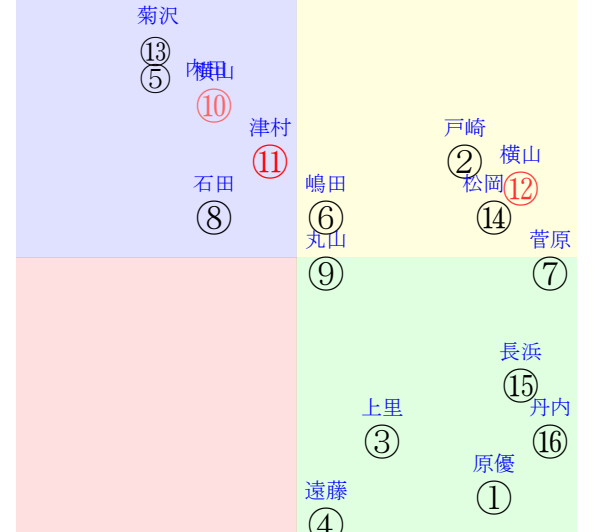 菊沢
⑬
⑤
横山
⑩
津村
⑪
戸崎
②
横山
⑫
石田
⑧
嶋田
⑥
松岡
⑭
丸山
⑨
菅原
⑦
長浜
⑮
上里
③
丹内
⑯
原優
①
遠藤
④